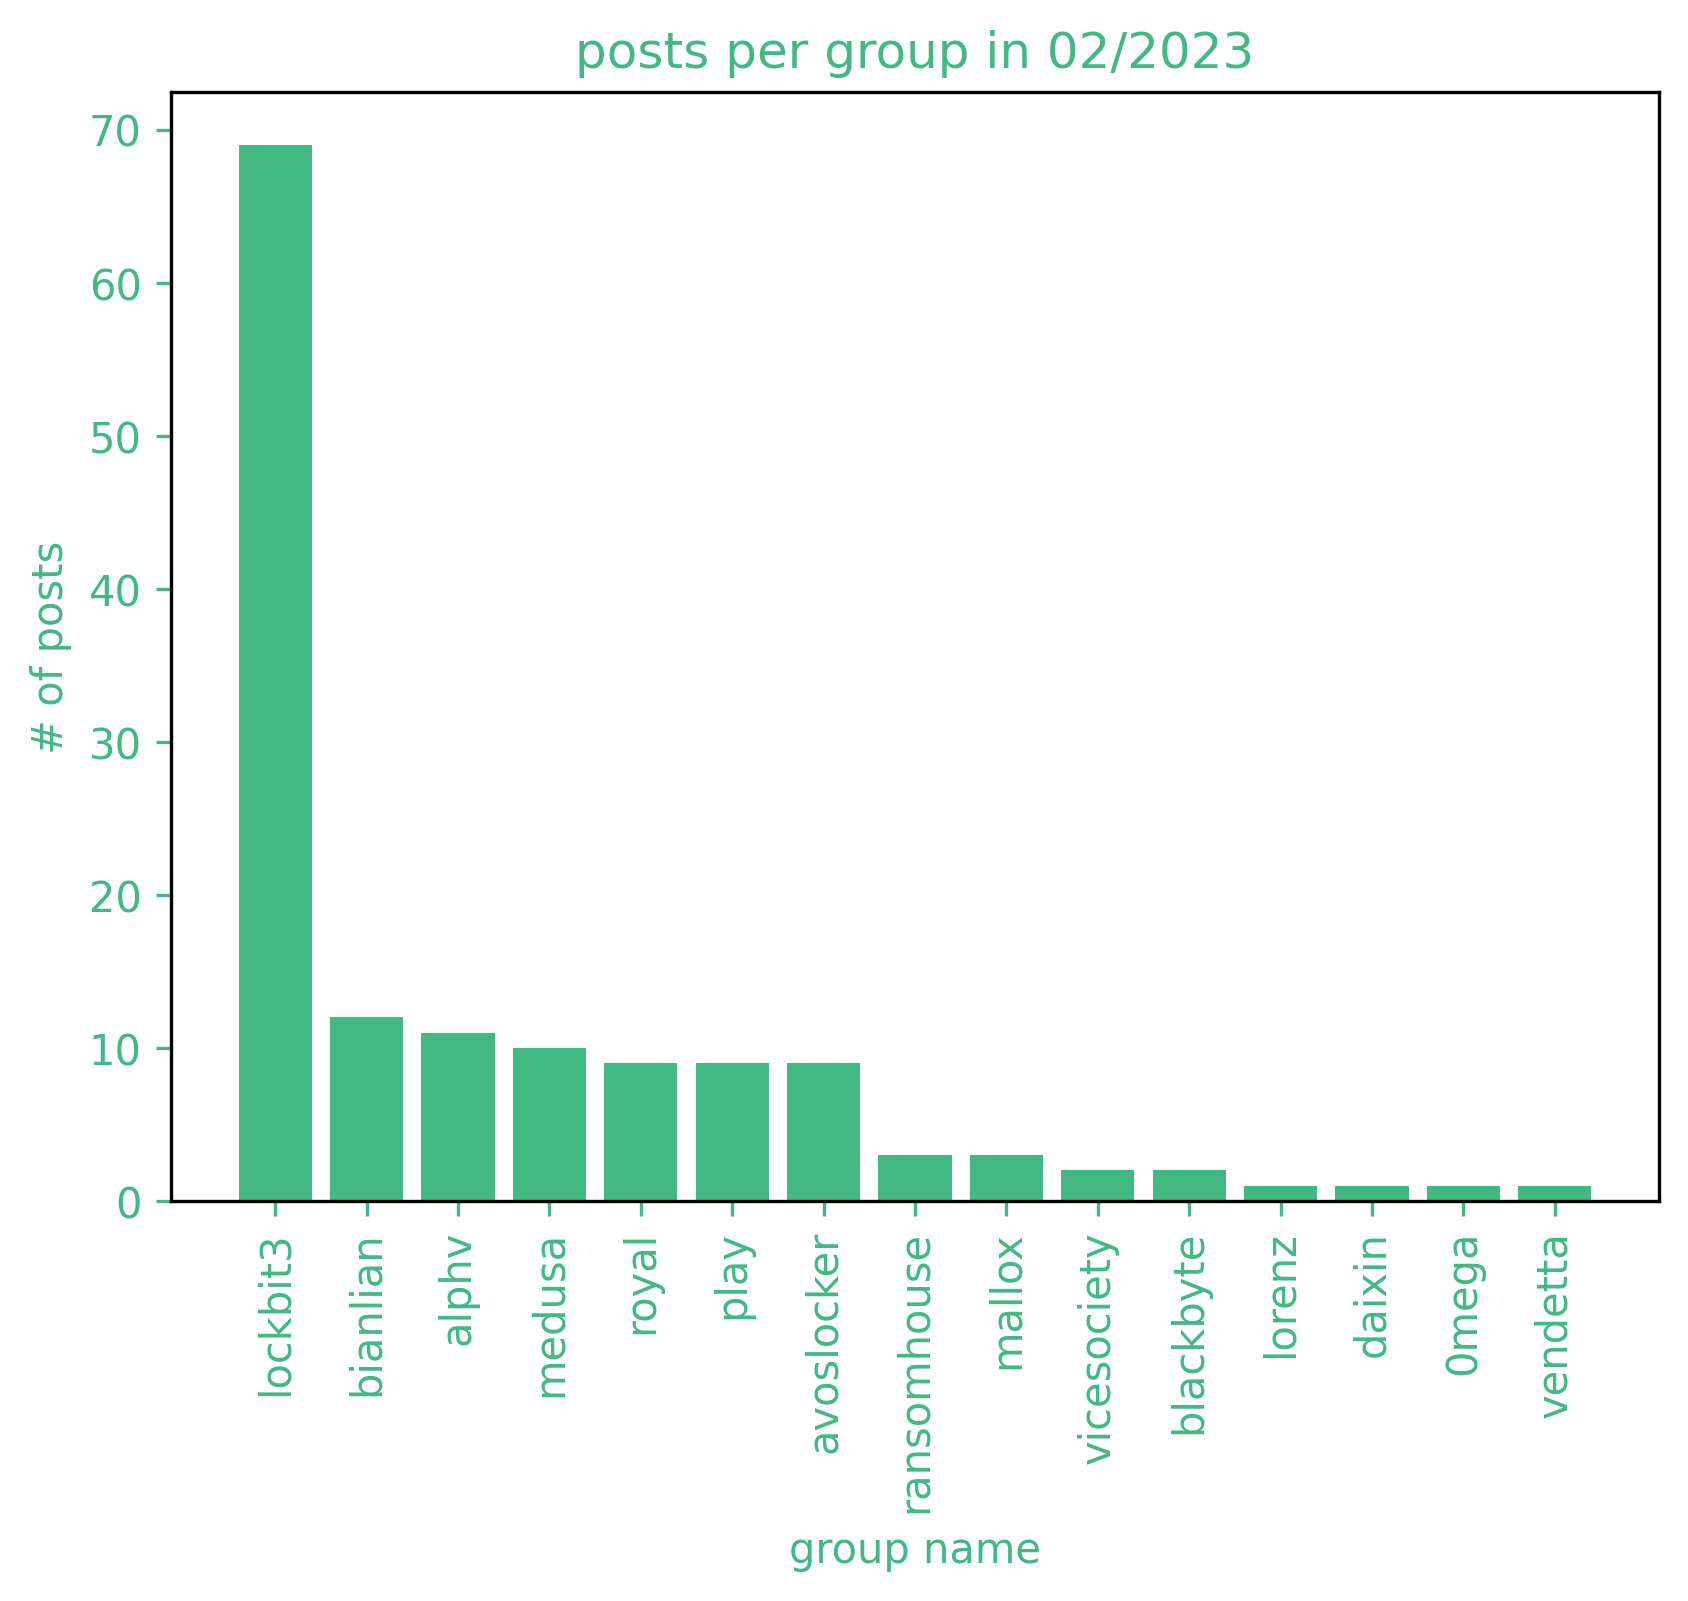 posts per group in 02/2023
70
60
50
40
30
20
10
0
# of posts
lockbit3
bianlian
alphv
medusa
royal
play
avoslocker
ransomhouse
mallox
vicesociety
blackbyte
lorenz
daixin
0mega
vendetta
group name